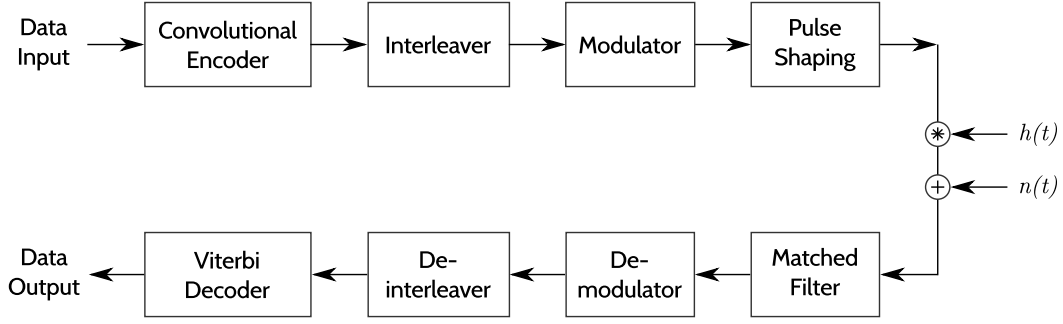 Data
Input
Convolutional
Encoder
Interleaver
Modulator
Pulse
Shaping
h(t)
n(t)
Data
Output
Viterbi
Decoder
De-
interleaver
De-
modulator
Matched
Filter